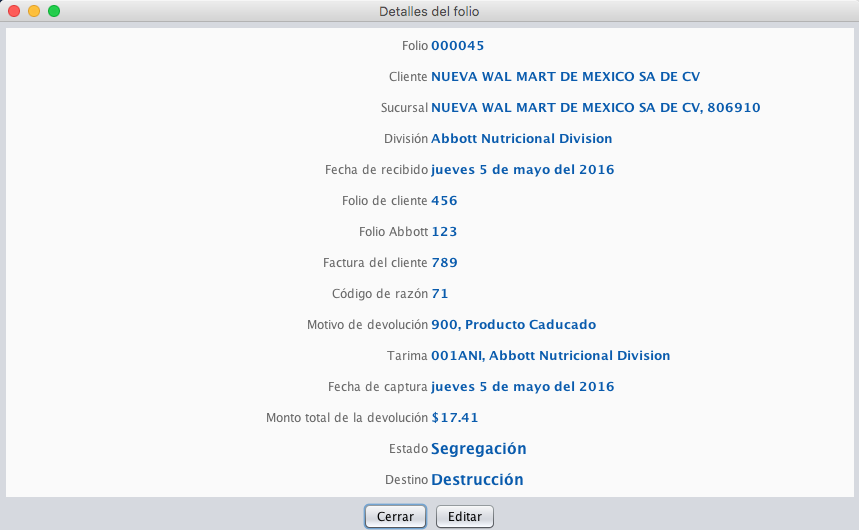 Detalles del folio
Folio 000045
Cliente NUEVA WAL MART DE MEXICO SA DE CV
Sucursal NUEVA WAL MART DE MEXICO SA DE CV, 806910
División Abbott Nutricional Division
Fecha de recibido jueves 5 de mayo del 2016
Folio de cliente 456
Folio Abbott 123
Factura del cliente 789
Código de razón 71
Motivo de devolución 900, Producto Caducado
Tarima 001ANI, Abbott Nutricional Division
Fecha de captura jueves 5 de mayo del 2016
Monto total de la devolución $17.41
Estado Segregación
Destino Destrucción
Cerrar Editar